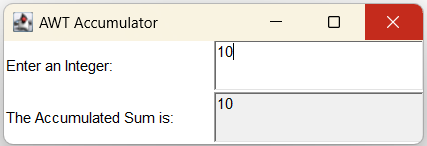 AWT Accumulator
Enter an Integer:
10
The Accumulated Sum is:
10